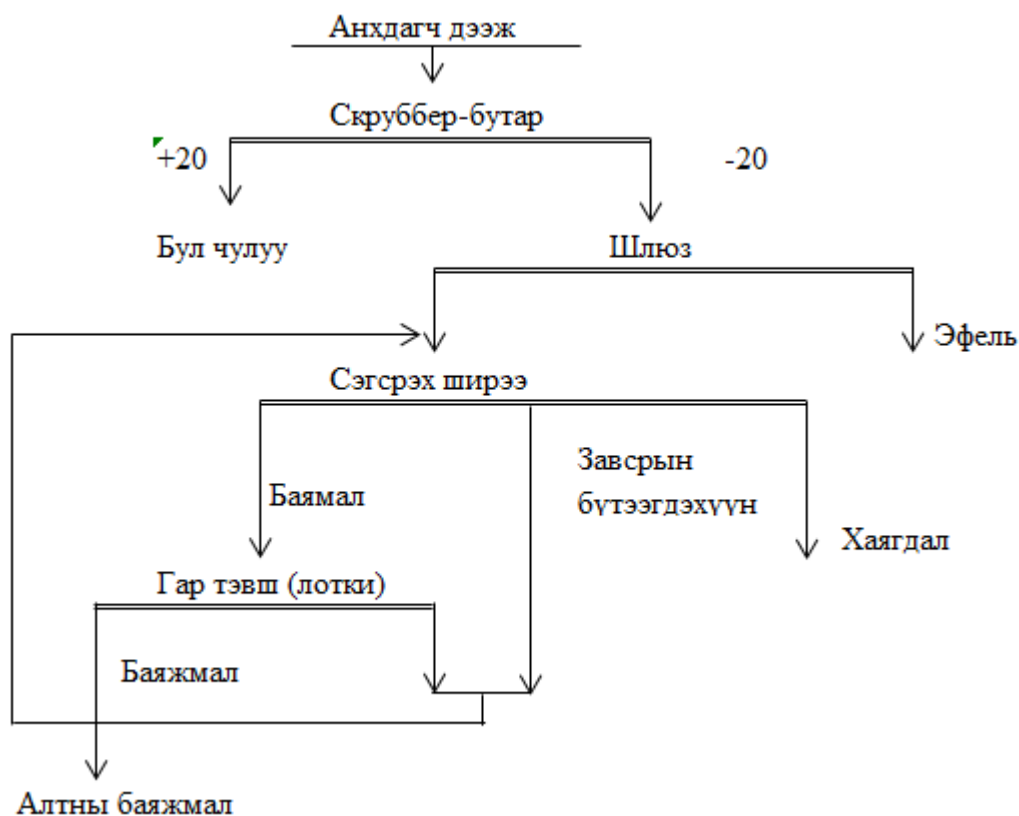 Анхдагч дээж
Скруббер-бутар
+20
-20
Бул чулуу
Шлюз
Эфель
Сэгсрэх ширээ
Завсрын
бүтээгдэхүүн
Баямал
Хаягдал
Гар тэвш (лотки)
Баяжмал
Алтны баяжмал